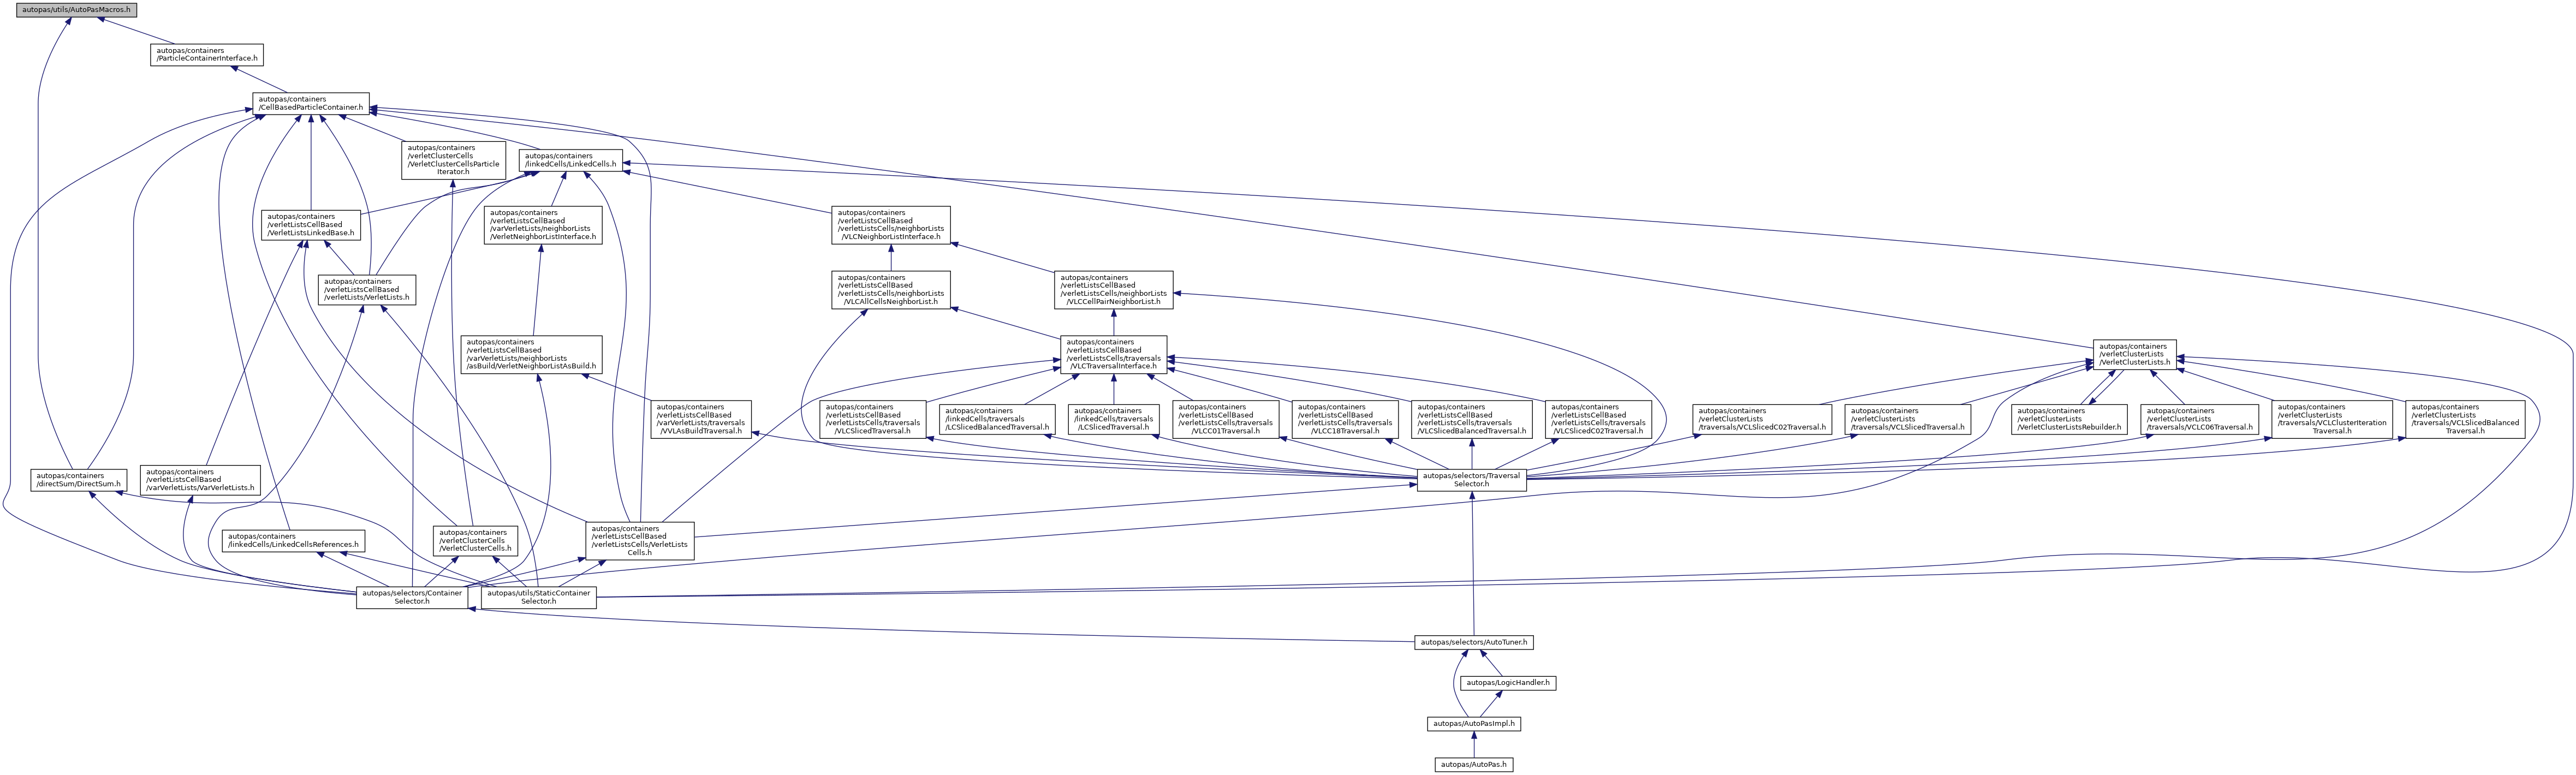 autopas/utils/AutoPasMacros.h
autopas/containers
/ParticleContainerInterface.h
autopas/containers
/CellBasedParticleContainer.h
autopas/containers
/verletClusterCells
/VerletClusterCellsParticle
Iterator.h
autopas/containers
/linkedCells/LinkedCells.h
autopas/containers
/verletListsCellBased
/VerletListsLinkedBase.h
autopas/containers
/verletListsCellBased
/varVerletLists/neighborLists
/VerletNeighborListInterface.h
autopas/containers
/verletListsCellBased
/verletListsCells/neighborLists
/VLCNeighborListInterface.h
autopas/containers
/verletListsCellBased
/verletLists/VerletLists.h
autopas/containers
/verletListsCellBased
/verletListsCells/neighborLists
/VLCAllCellsNeighborList.h
autopas/containers
/verletListsCellBased
/verletListsCells/neighborLists
/VLCCellPairNeighborList.h
autopas/containers
/verletListsCellBased
/varVerletLists/neighborLists
/asBuild/VerletNeighborListAsBuild.h
autopas/containers
/verletListsCellBased
/verletListsCells/traversals
/VLCTraversalInterface.h
autopas/containers
/verletClusterLists
/VerletClusterLists.h
autopas/containers
/verletListsCellBased
/varVerletLists/traversals
/VVLAsBuildTraversal.h
autopas/containers
/verletListsCellBased
/verletListsCells/traversals
/VLCSlicedTraversal.h
autopas/containers
/linkedCells/traversals
/LCSlicedBalancedTraversal.h
autopas/containers
/linkedCells/traversals
/LCSlicedTraversal.h
autopas/containers
/verletListsCellBased
/verletListsCells/traversals
/VLCC01Traversal.h
autopas/containers
/verletListsCellBased
/verletListsCells/traversals
/VLCC18Traversal.h
autopas/containers
/verletListsCellBased
/verletListsCells/traversals
/VLCSlicedBalancedTraversal.h
autopas/containers
/verletListsCellBased
/verletListsCells/traversals
/VLCSlicedC02Traversal.h
autopas/containers
/verletClusterLists
/traversals/VCLSlicedC02Traversal.h
autopas/containers
/verletClusterLists
/traversals/VCLSlicedTraversal.h
autopas/containers
/verletClusterLists
/VerletClusterListsRebuilder.h
autopas/containers
/verletClusterLists
/traversals/VCLC06Traversal.h
autopas/containers
/verletClusterLists
/traversals/VCLClusterIteration
Traversal.h
autopas/containers
/verletClusterLists
/traversals/VCLSlicedBalanced
Traversal.h
autopas/containers
/directSum/DirectSum.h
autopas/containers
/verletListsCellBased
/varVerletLists/VarVerletLists.h
autopas/selectors/Traversal
Selector.h
autopas/containers
/linkedCells/LinkedCellsReferences.h
autopas/containers
/verletClusterCells
/VerletClusterCells.h
autopas/containers
/verletListsCellBased
/verletListsCells/VerletLists
Cells.h
autopas/selectors/Container
Selector.h
autopas/utils/StaticContainer
Selector.h
autopas/selectors/AutoTuner.h
autopas/LogicHandler.h
autopas/AutoPasImpl.h
autopas/AutoPas.h